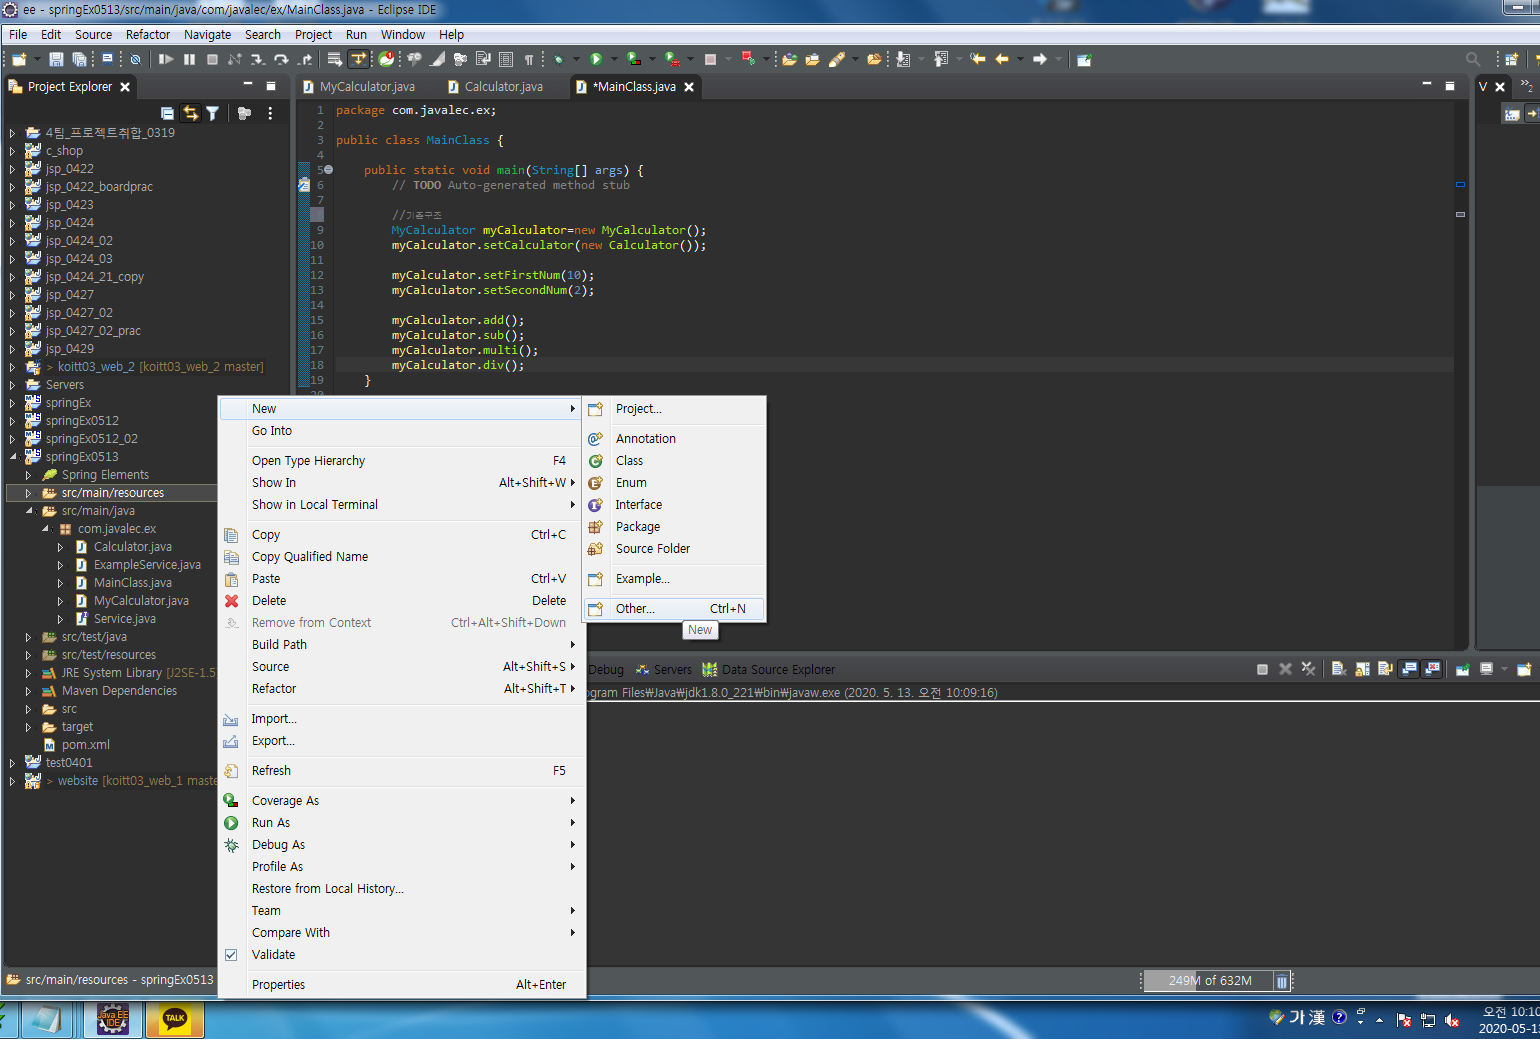 ee - springEx0513/src/main/java/com/javalec/ex/MainClass.java - Eclipse IDE
File Edit Source Refactor Navigate Search Project Run Window Help
Project Explorer
MyCalculator.java Calculator.java *MainClass.java
4팀_프로젝트취합_0319
c_shop
jsp_0422
jsp_0422_boardprac
jsp_0423
jsp_0424
jsp_0424_02
jsp_0424_03
jsp_0424_21_copy
jsp_0427
jsp_0427_02
jsp_0427_02_prac
jsp_0429
> koitt03_web_2 [koitt03_web_2 master]
Servers
springEx
springEx0512
springEx0512_02
springEx0513
Spring Elements
src/main/resources
src/main/java
com.javalec.ex
Calculator.java
ExampleService.java
MainClass.java
MyCalculator.java
Service.java
src/test/java
src/test/resources
JRE System Library [J2SE-1.5
Maven Dependencies
src
target
pom.xml
test0401
> website [koitt03_web_1 maste
1 package com.javalec.ex;
2
3 public class MainClass {
4
5 public static void main(String[] args) {
6 // TODO Auto-generated method stub
7
8 //기존구조
9 MyCalculator myCalculator=new MyCalculator();
10 myCalculator.setCalculator(new Calculator());
11
12 myCalculator.setFirstNum(10);
13 myCalculator.setSecondNum(2);
14
15 myCalculator.add();
16 myCalculator.sub();
17 myCalculator.multi();
18 myCalculator.div();
19 }
New
Go Into
Open Type Hierarchy F4
Show In Alt+Shift+W
Show in Local Terminal
Copy Ctrl+C
Copy Qualified Name
Paste Ctrl+V
Delete Delete
Remove from Context Ctrl+Alt+Shift+Down
Build Path
Source Alt+Shift+S
Refactor Alt+Shift+T
Import...
Export...
Refresh F5
Coverage As
Run As
Debug As
Profile As
Restore from Local History...
Team
Compare With
Validate
Properties Alt+Enter
Project...
Annotation
Class
Enum
Interface
Package
Source Folder
Example...
Other... Ctrl+N
New
Debug Servers Data Source Explorer
ogram Files₩Java₩jdk1.8.0_221₩bin₩javaw.exe (2020. 5. 13. 오전 10:09:16)
src/main/resources - springEx0513
249M of 632M
Java EE IDE
TALK
가 漢
오전 10:10
2020-05-13